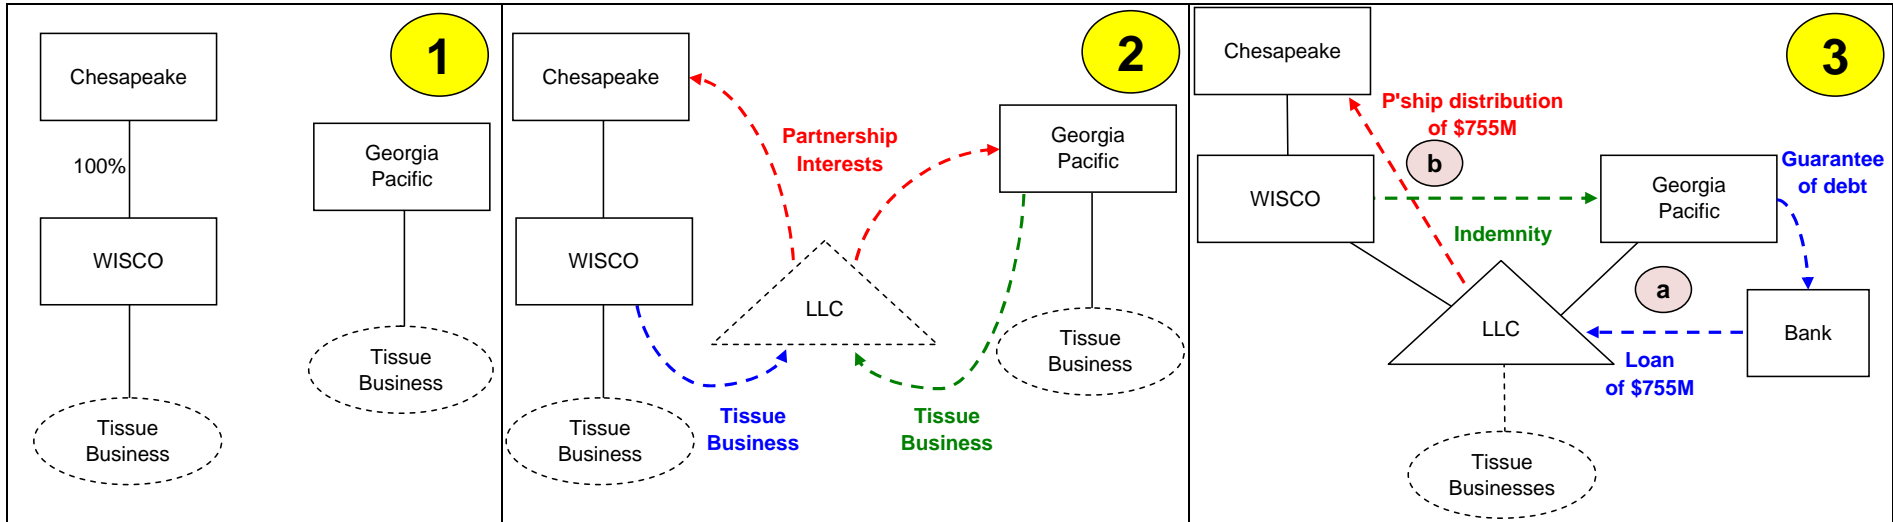 1
Chesapeake
100%
Georgia
Pacific
WISCO
Tissue
Business
Tissue
Business
2
Chesapeake
Partnership
Interests
Georgia
Pacific
WISCO
LLC
Tissue
Business
Tissue
Business
Tissue
Business
Tissue
Business
3
Chesapeake
P'ship distribution
of $755M
b
Guarantee
of debt
WISCO
Georgia
Pacific
Indemnity
a
LLC
Bank
Loan
of $755M
Tissue
Businesses